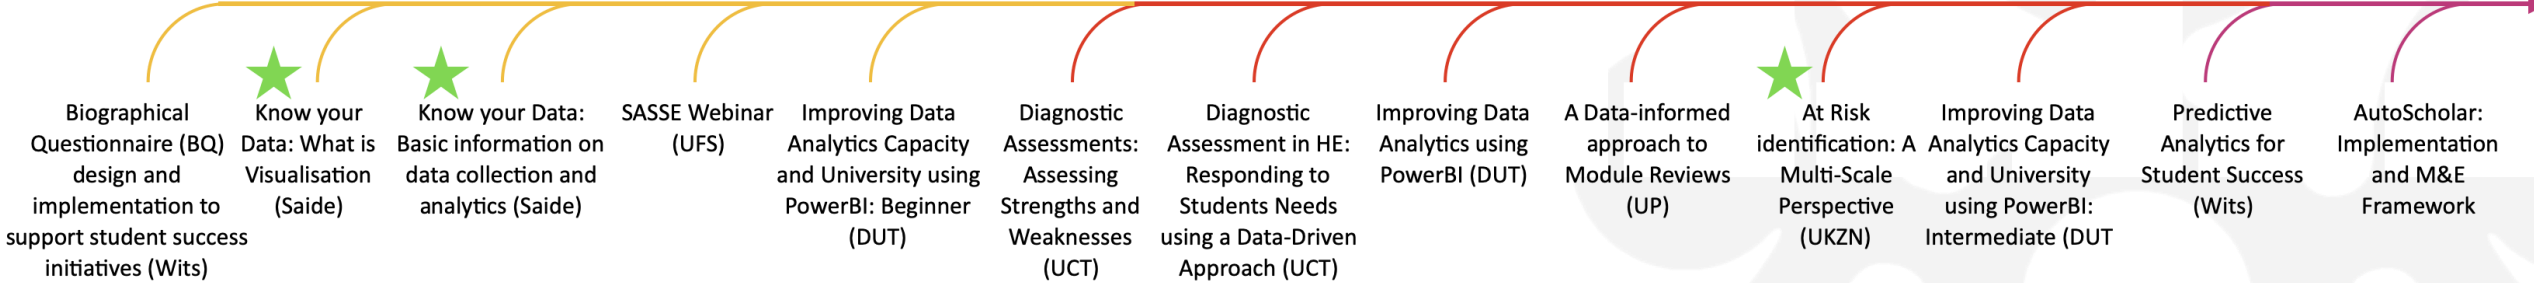 Biographical
Questionnaire (BQ)
design and
implementation to
support student success
initiatives (Wits)
Know your
Data: What is
Visualisation
(Saide)
Know your Data:
Basic information on
data collection and
analytics (Saide)
SASSE Webinar
(UFS)
Improving Data
Analytics Capacity
and University using
PowerBI: Beginner
(DUT)
Diagnostic
Assessments:
Assessing
Strengths and
Weaknesses
(UCT)
Diagnostic
Assessment in HE:
Responding to
Students Needs
using a Data-Driven
Approach (UCT)
Improving Data
Analytics using
PowerBI (DUT)
A Data-informed
approach to
Module Reviews
(UP)
At Risk
identification: A
Multi-Scale
Perspective
(UKZN)
Improving Data
Analytics Capacity
and University
using PowerBI:
Intermediate (DUT
Predictive
Analytics for
Student Success
(Wits)
AutoScholar:
Implementation
and M&E
Framework